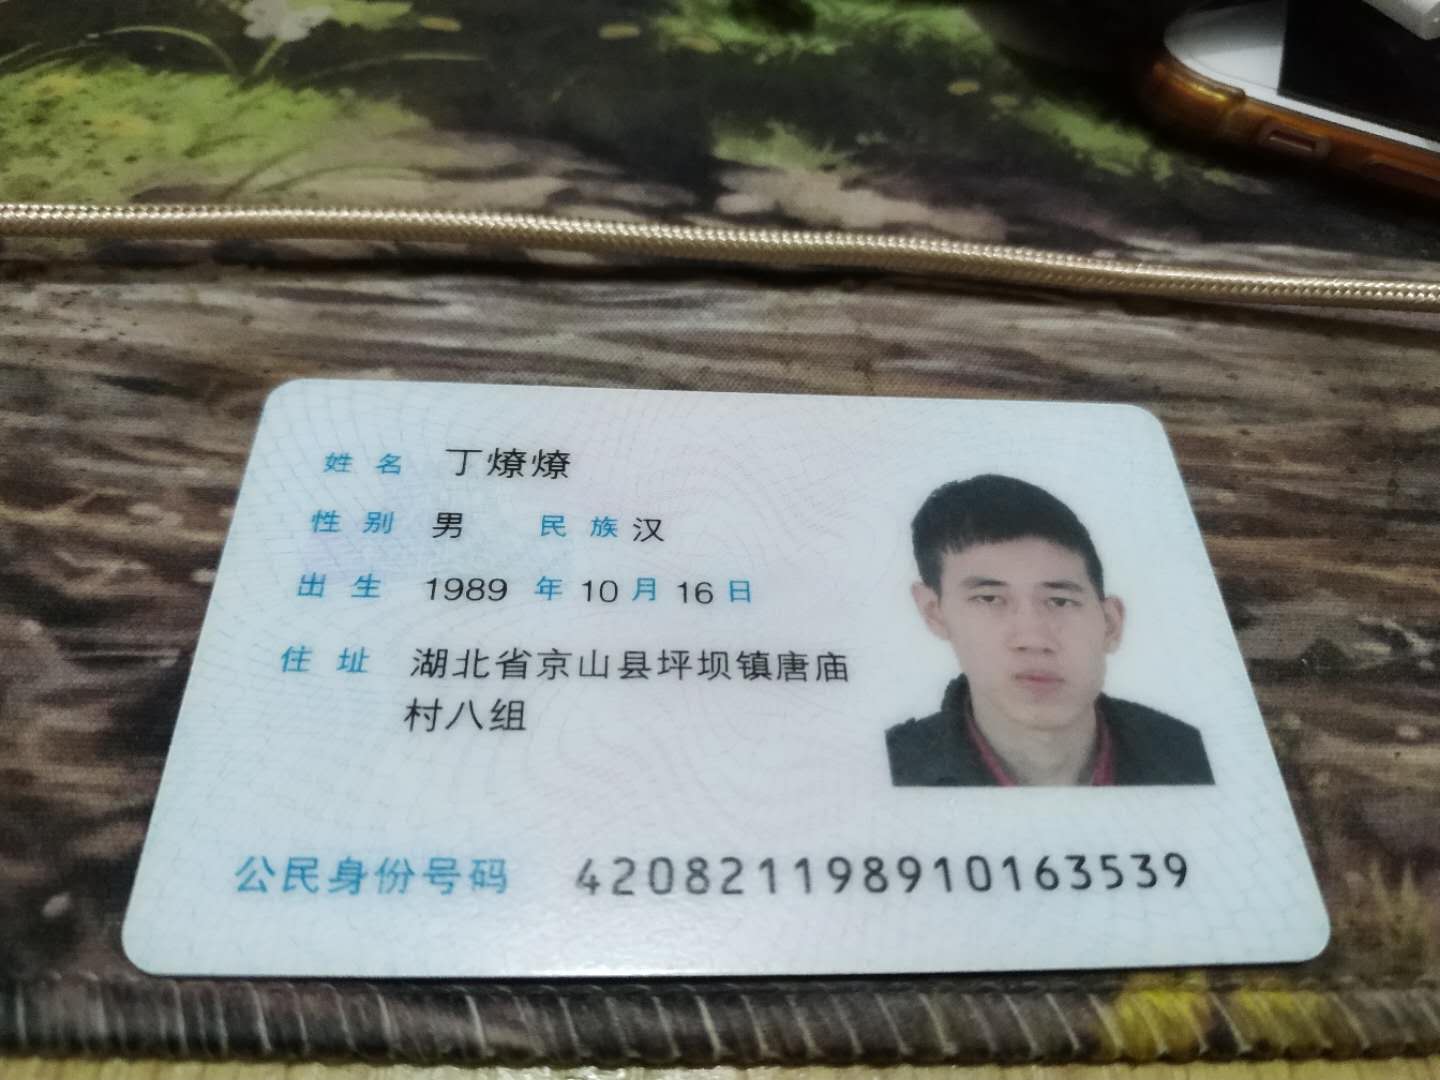 姓名 丁燎燎
性别 男 民族 汉
出生 1989 年 10 月 16 日
住址 湖北省京山县坪坝镇唐庙
村八组
公民身份号码 420821198910163539